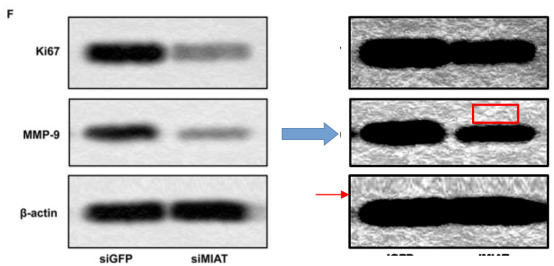 F
Ki67
MMP-9
β-actin
siGFP siMIAT